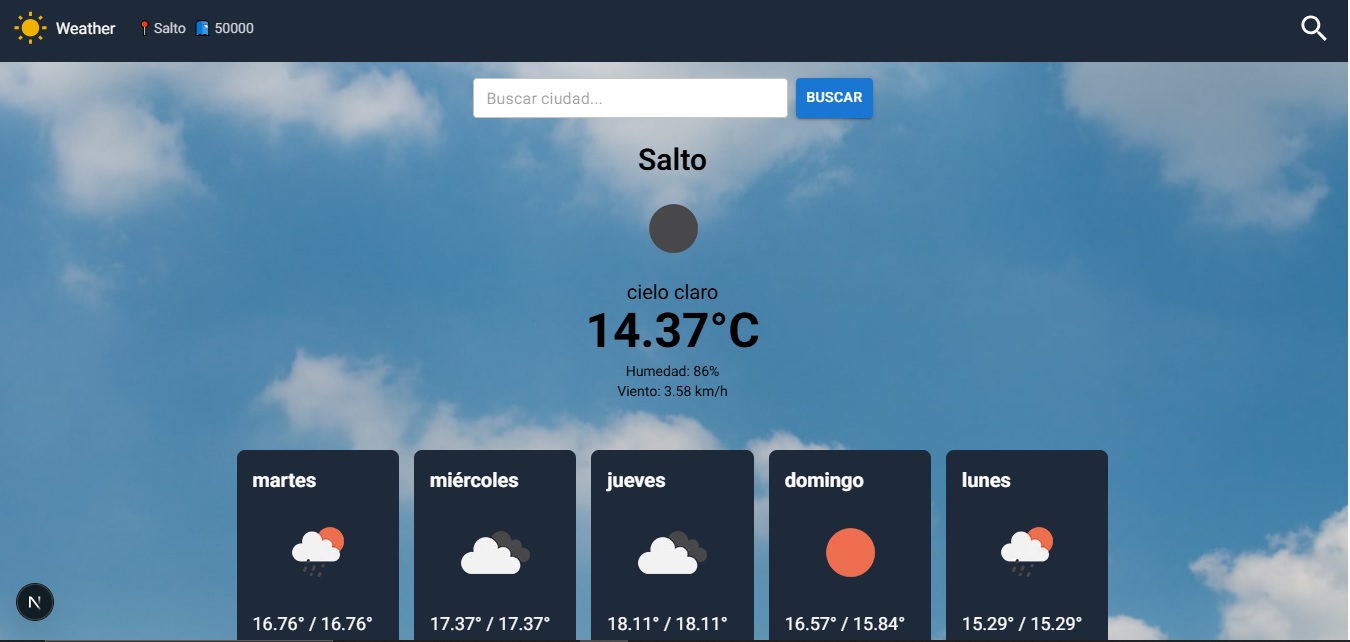 Weather Salto 50000
Buscar ciudad...
BUSCAR
Salto
cielo claro
14.37°C
Humedad: 86%
Viento: 3.58 km/h
martes miércoles jueves domingo lunes
16.76° / 16.76° 17.37° / 17.37° 18.11° / 18.11° 16.57° / 15.84° 15.29° / 15.29°
N